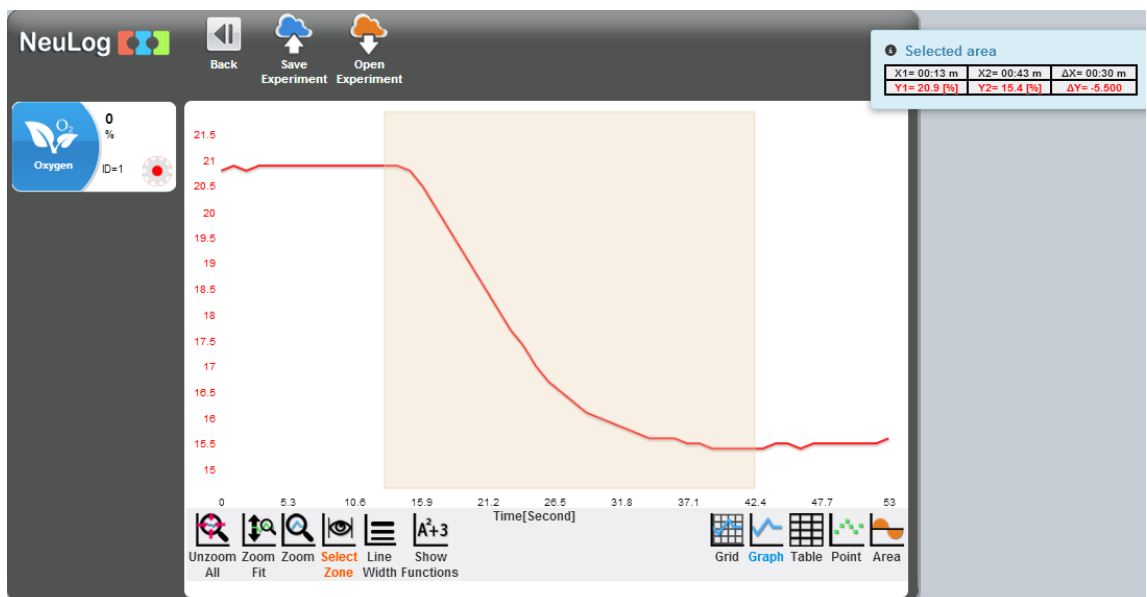 NeuLog
Back
Save
Experiment
Open
Experiment
Selected area
X1= 00:13 m X2= 00:43 m ΔX= 00:30 m
Y1= 20.9 [%] Y2= 15.4 [%] ΔY= -5.500
O2
Oxygen
0
%
ID=1
21.5
21
20.5
20
19.5
19
18.5
18
17.5
17
16.5
16
15.5
15
0 5.3 10.6 15.9 21.2 26.5 31.8 37.1 42.4 47.7 53
Time[Second]
A²+3
Unzoom
All
Zoom
Fit
Zoom
Select
Zone
Line
Width
Show
Functions
Grid
Graph
Table
Point
Area